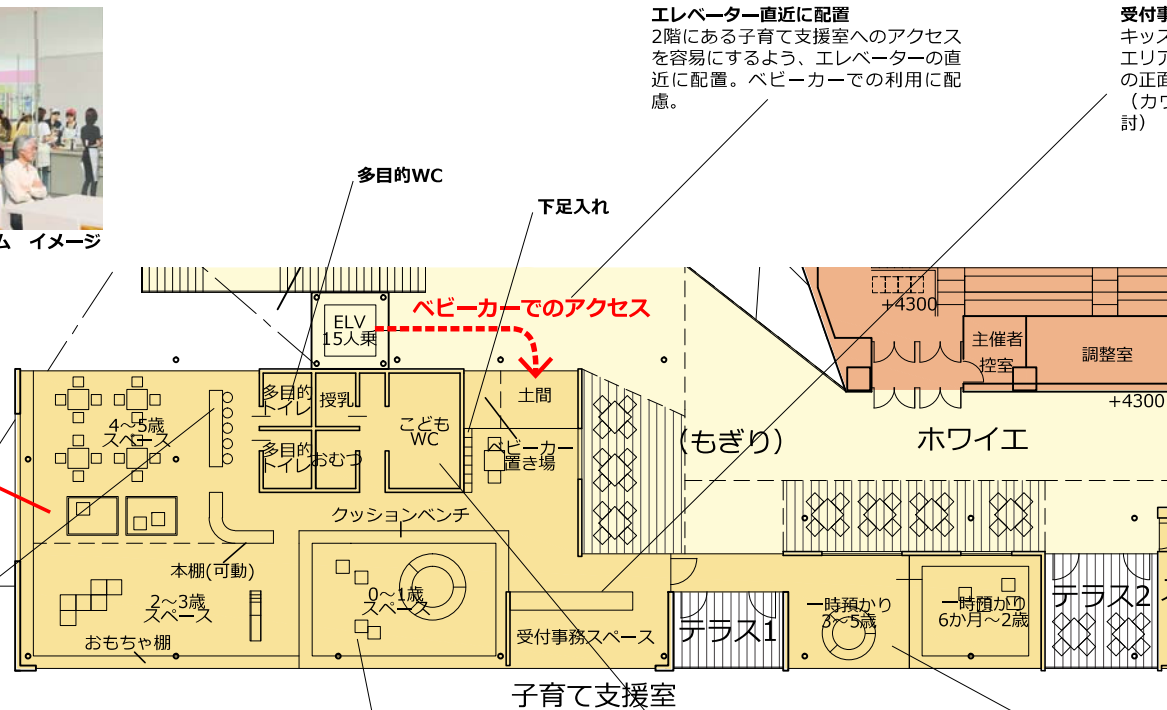 エレベーター直近に配置
2階にある子育て支援室へのアクセス
を容易にするよう、エレベーターの直
近に配置。ベビーカーでの利用に配
慮。
受付事
キッズ
エリア
の正面
（カウ
討）
ム　イメージ
多目的WC
下足入れ
ベビーカーでのアクセス
ELV
15人乗
+4300
主催者
控室
調整室
+4300
土間
多目的
トイレ
授乳
こども
WC
4～5歳
スペース
多目的
トイレ
おむつ
ベビーカー
置き場
(もぎり)
ホワイエ
クッションベンチ
本棚(可動)
2～3歳
スペース
0～1歳
スペース
おもちゃ棚
受付事務スペース
テラス1
一時預かり
3～5歳
一時預かり
6か月～2歳
テラス2
子育て支援室